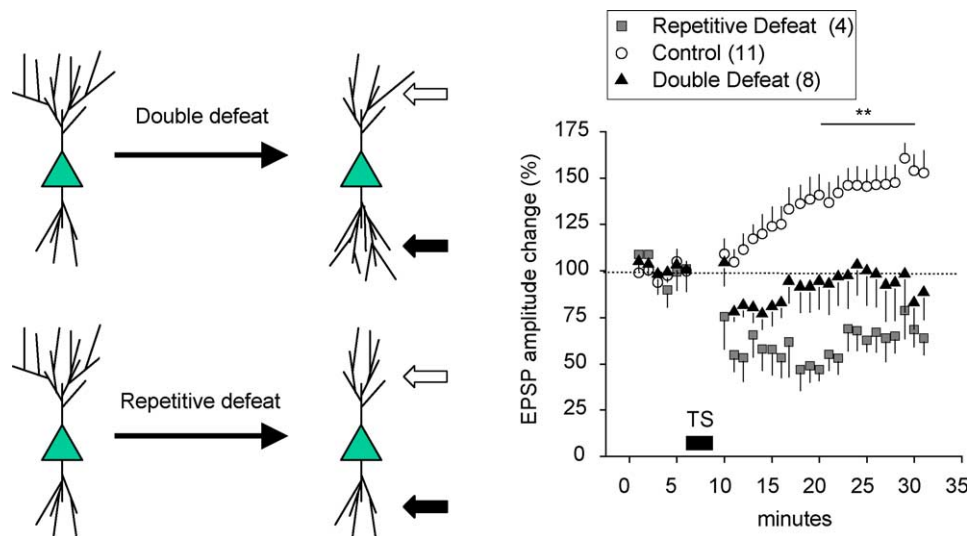 Double defeat
Repetitive defeat
Repetitive Defeat (4)
Control (11)
Double Defeat (8)
**
EPSP amplitude change (%)
175
150
125
100
75
50
25
0
TS
0 5 10 15 20 25 30 35
minutes